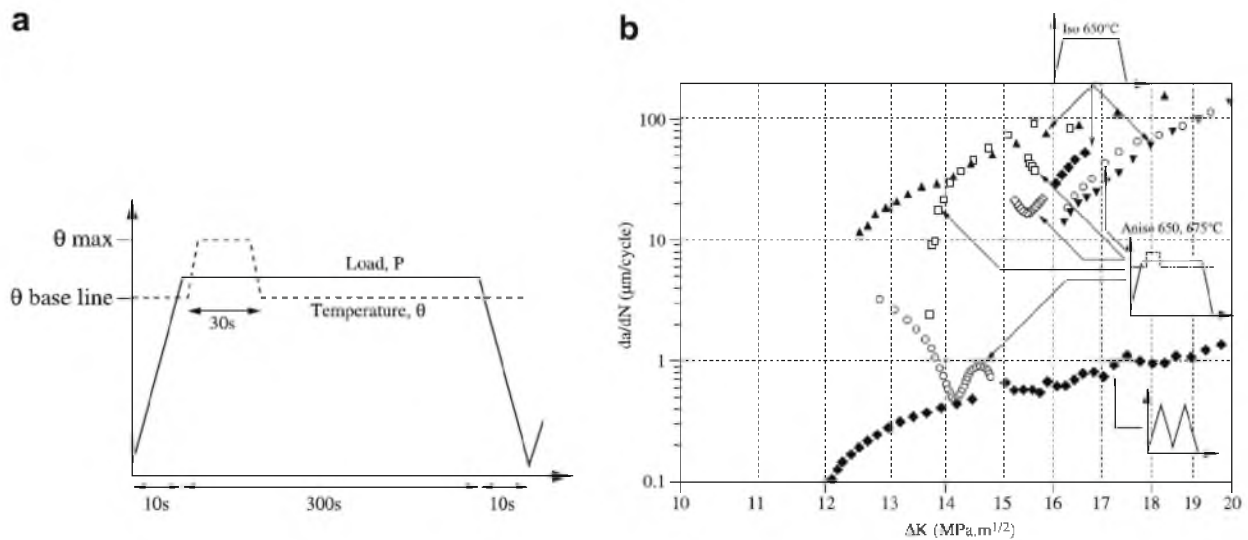 a
θ max
θ base line
Load, P
30s
Temperature, θ
10s
300s
10s
b
Iso 650°C
100
10
1
0.1
da/dN (μm/cycle)
Aniso 650, 675°C
10
11
12
13
14
15
16
17
18
19
20
ΔK (MPa.m1/2)